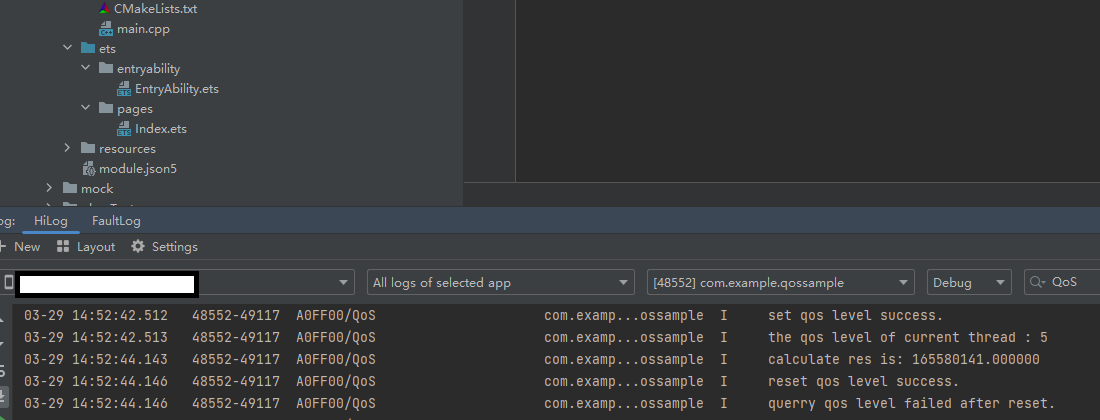 CMakeLists.txt
main.cpp
ets
entryability
EntryAbility.ets
pages
Index.ets
resources
module.json5
mock
og: HiLog FaultLog
New Layout Settings
All logs of selected app [48552] com.example.qossample Debug QoS
03-29 14:52:42.512 48552-49117 A0FF00/QoS com.examp...ossample I set qos level success.
03-29 14:52:42.513 48552-49117 A0FF00/QoS com.examp...ossample I the qos level of current thread : 5
03-29 14:52:44.143 48552-49117 A0FF00/QoS com.examp...ossample I calculate res is: 165580141.000000
03-29 14:52:44.146 48552-49117 A0FF00/QoS com.examp...ossample I reset qos level success.
03-29 14:52:44.146 48552-49117 A0FF00/QoS com.examp...ossample I querry qos level failed after reset.